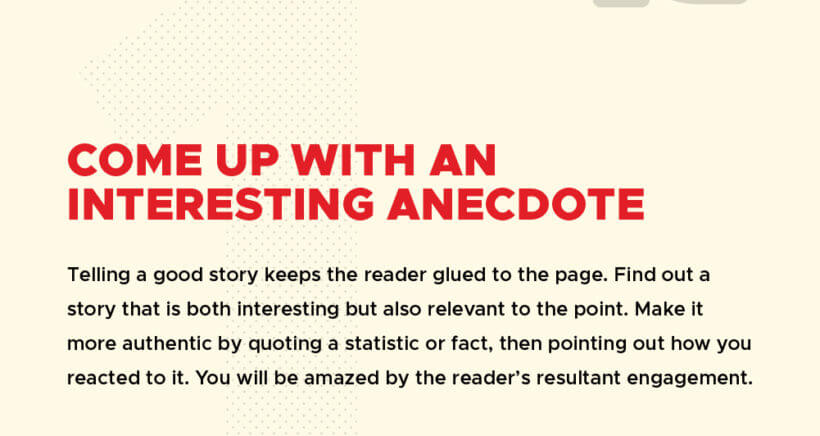 COME UP WITH AN
INTERESTING ANECDOTE
Telling a good story keeps the reader glued to the page. Find out a
story that is both interesting but also relevant to the point. Make it
more authentic by quoting a statistic or fact, then pointing out how you
reacted to it. You will be amazed by the reader’s resultant engagement.